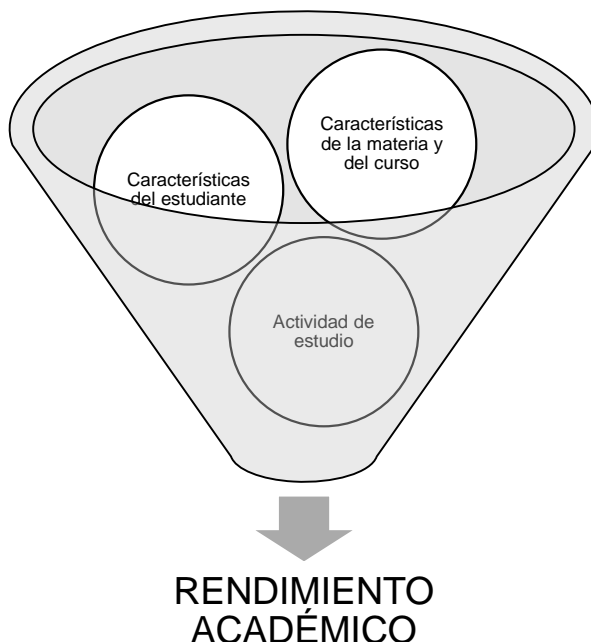 Características
del estudiante
Características
de la materia y
del curso
Actividad de
estudio
RENDIMIENTO
ACADÉMICO